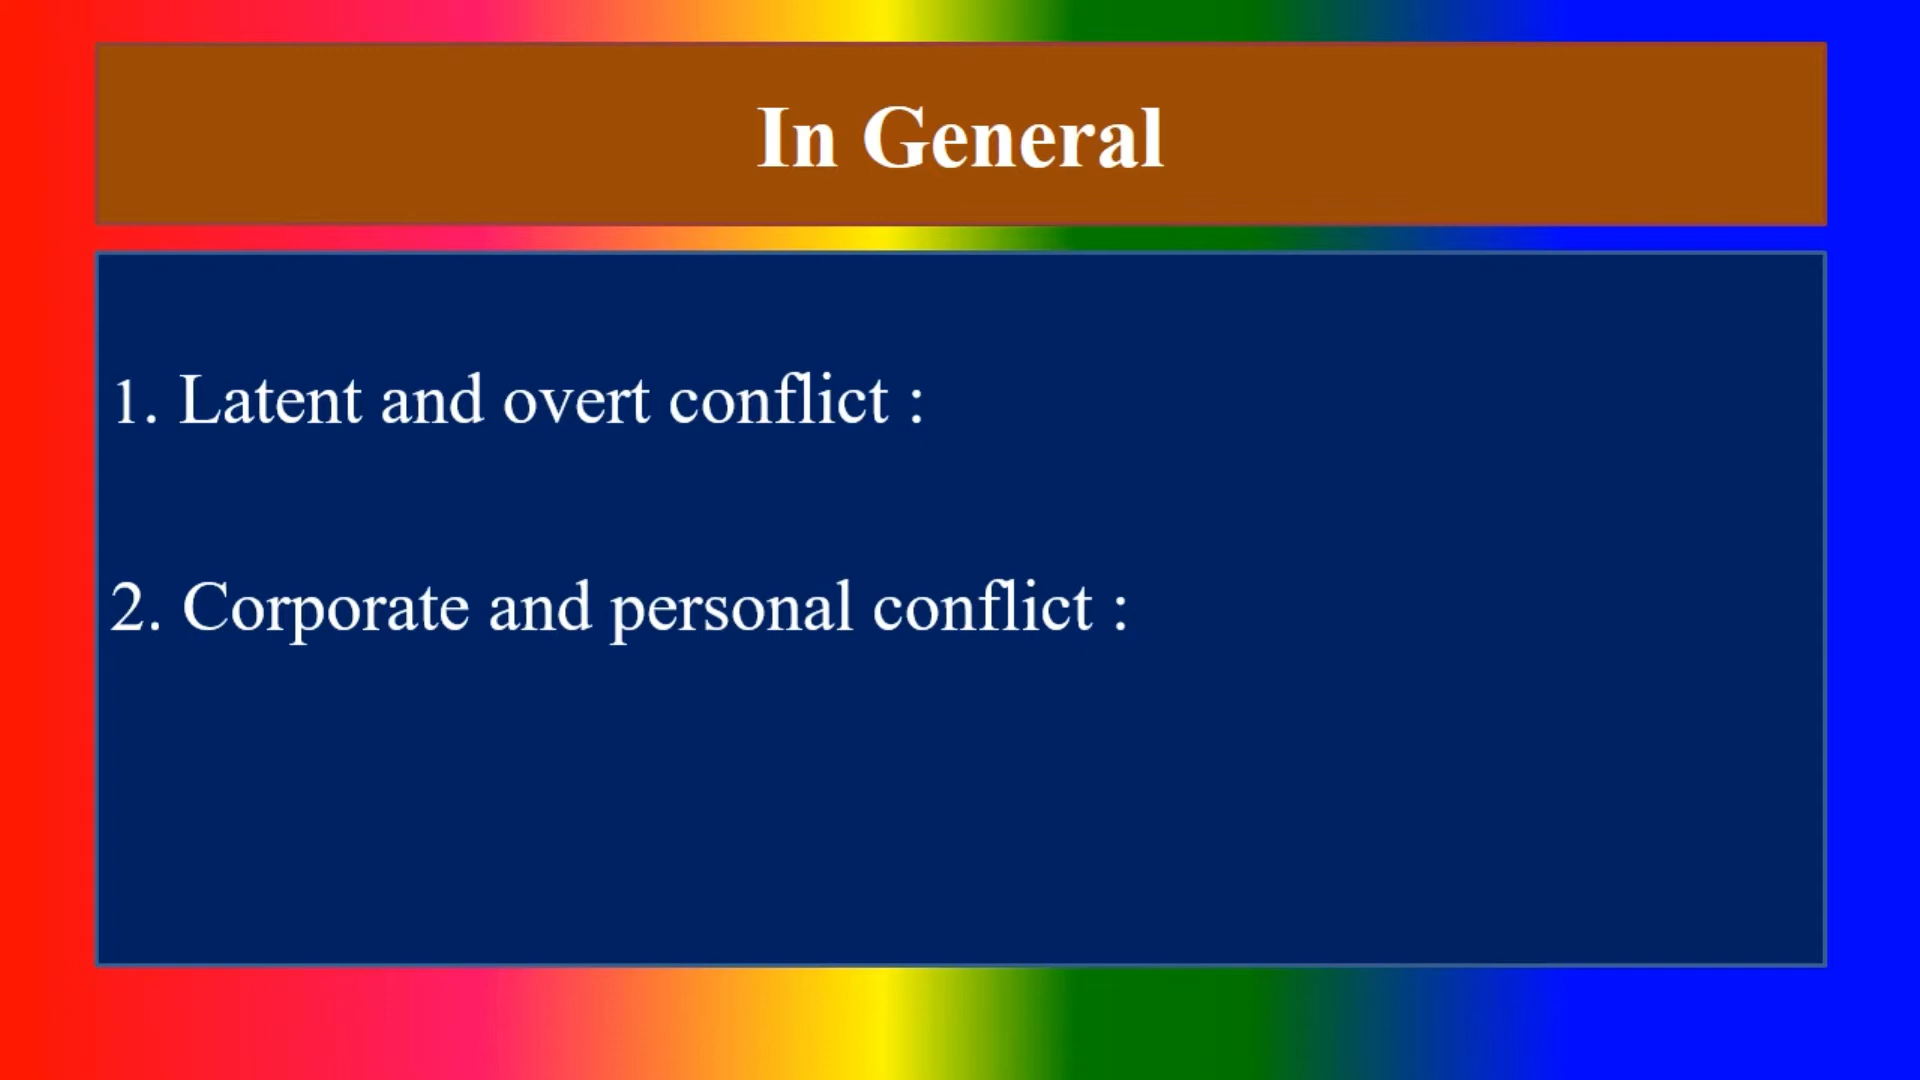 In General
1. Latent and overt conflict :
2. Corporate and personal conflict :